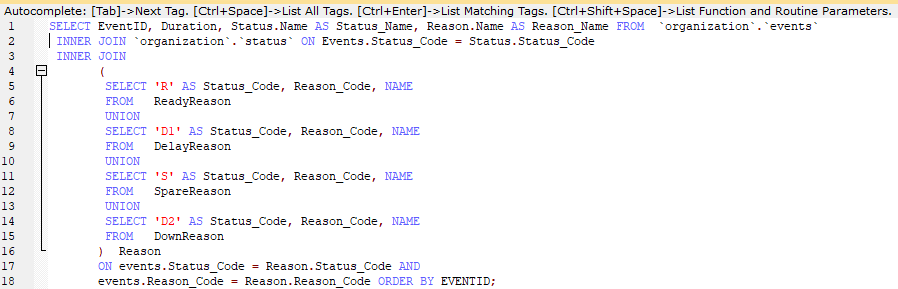 Autocomplete: [Tab]->Next Tag. [Ctrl+Space]->List All Tags. [Ctrl+Enter]->List Matching Tags. [Ctrl+Shift+Space]->List Function and Routine Parameters.
1 SELECT EventID, Duration, Status.Name AS Status_Name, Reason.Name AS Reason_Name FROM `organization`.`events`
2 INNER JOIN `organization`.`status` ON Events.Status_Code = Status.Status_Code
3 INNER JOIN
4 (
5 SELECT 'R' AS Status_Code, Reason_Code, NAME
6 FROM ReadyReason
7 UNION
8 SELECT 'D1' AS Status_Code, Reason_Code, NAME
9 FROM DelayReason
10 UNION
11 SELECT 'S' AS Status_Code, Reason_Code, NAME
12 FROM SpareReason
13 UNION
14 SELECT 'D2' AS Status_Code, Reason_Code, NAME
15 FROM DownReason
16 ) Reason
17 ON events.Status_Code = Reason.Status_Code AND
18 events.Reason_Code = Reason.Reason_Code ORDER BY EVENTID;